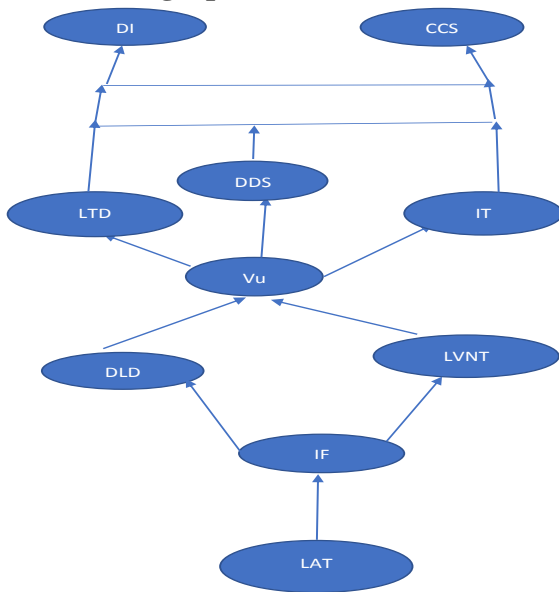 DI
CCS
DDS
LTD
IT
Vu
LVNT
DLD
IF
LAT